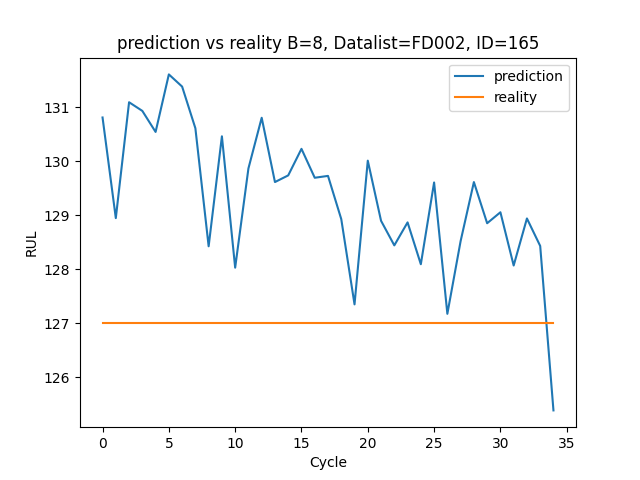 prediction vs reality B=8, Datalist=FD002, ID=165
prediction
reality
131
130
129
128
127
126
RUL
0 5 10 15 20 25 30 35
Cycle